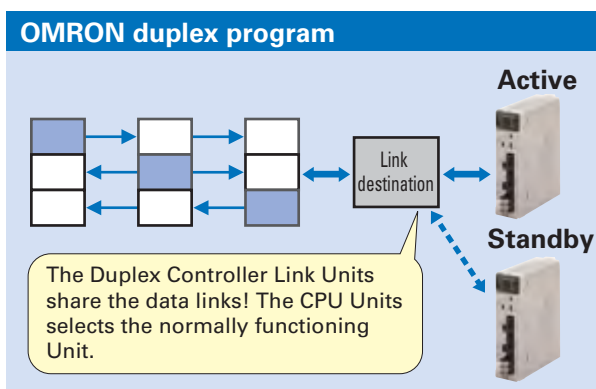 OMRON duplex program
Active
Link
destination
Standby
The Duplex Controller Link Units
share the data links! The CPU Units
selects the normally functioning
Unit.